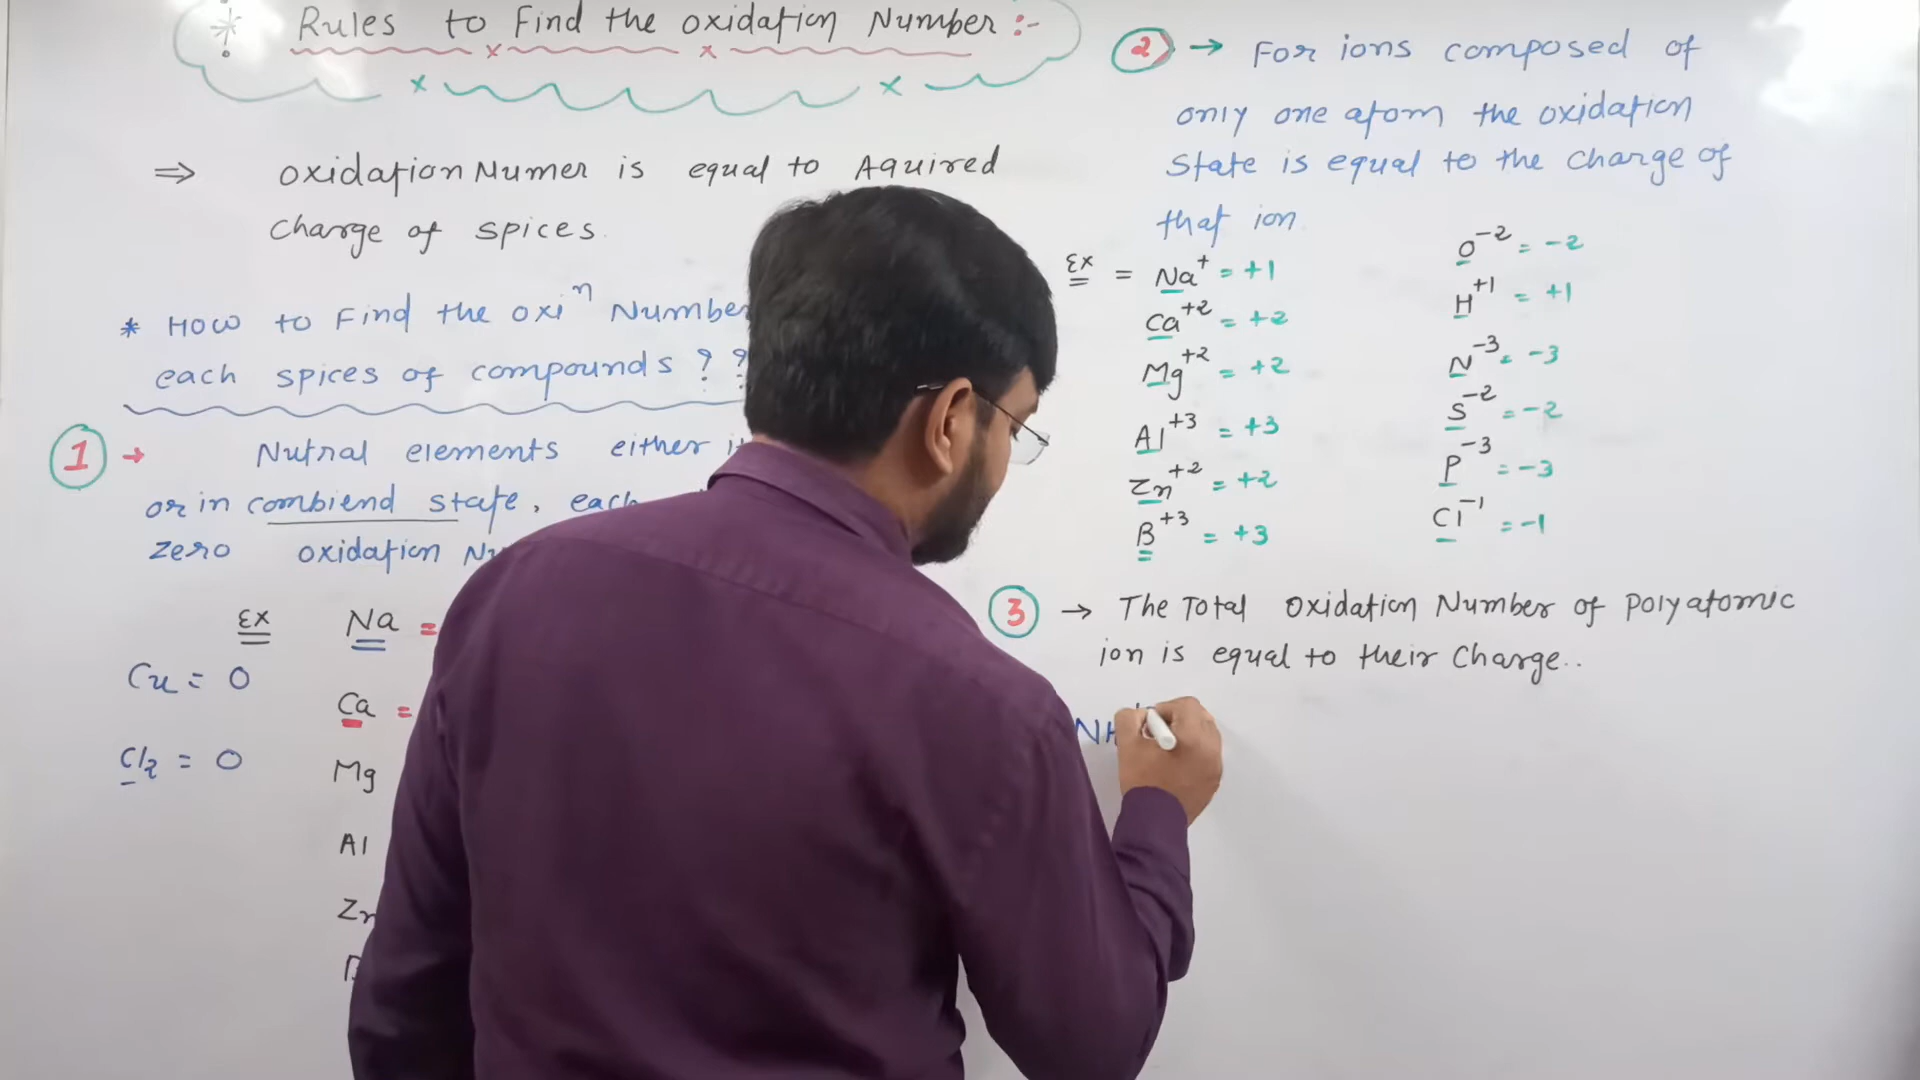 * Rules to Find the Oxidation Number :-
⇒ Oxidation Numer is equal to Aquired
Charge of spices.
* How to Find the oxiⁿ Number
each spices of compounds ??
1 → Nutral elements either
or in combiend state, each
zero oxidation
Ex Na =
Cu = 0
Ca =
Cl₂ = 0
Mg
Al
Zn
2 → For ions composed of
only one atom the oxidation
State is equal to the charge of
that ion
Ex = Na⁺ = +1
Ca⁺² = +2
Mg⁺² = +2
Al⁺³ = +3
Zn⁺² = +2
B⁺³ = +3
O⁻² = -2
H⁺¹ = +1
N⁻³ = -3
S⁻² = -2
P⁻³ = -3
Cl⁻¹ = -1
3 → The Total Oxidation Number of polyatomic
ion is equal to their Charge..
NH